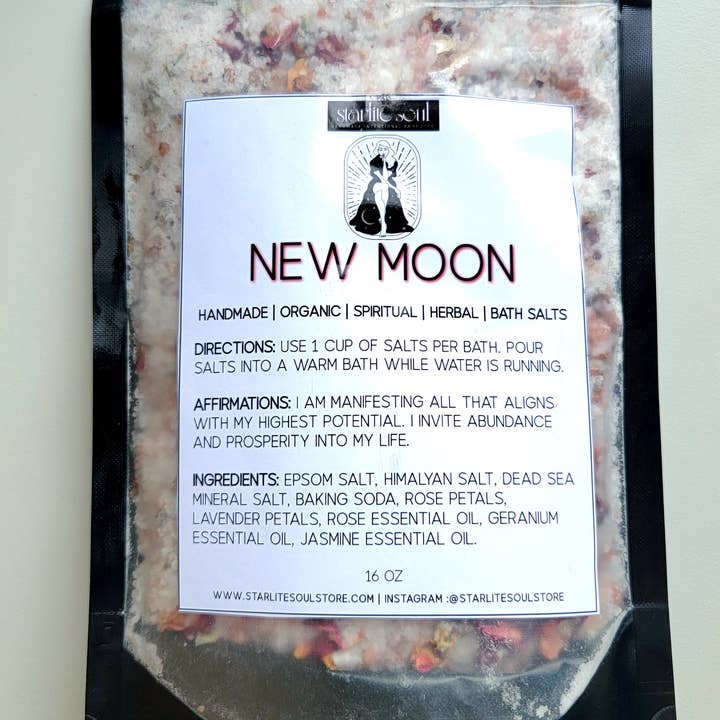 starlite soul
NEW MOON
HANDMADE | ORGANIC | SPIRITUAL | HERBAL | BATH SALTS
DIRECTIONS: USE 1 CUP OF SALTS PER BATH. POUR
SALTS INTO A WARM BATH WHILE WATER IS RUNNING.
AFFIRMATIONS: I AM MANIFESTING ALL THAT ALIGNS
WITH MY HIGHEST POTENTIAL. I INVITE ABUNDANCE
AND PROSPERITY INTO MY LIFE.
INGREDIENTS: EPSOM SALT, HIMALYAN SALT, DEAD SEA
MINERAL SALT, BAKING SODA, ROSE PETALS,
LAVENDER PETALS, ROSE ESSENTIAL OIL, GERANIUM
ESSENTIAL OIL, JASMINE ESSENTIAL OIL.
16 OZ
WWW.STARLITESOULSTORE.COM | INSTAGRAM :@STARLITESOULSTORE